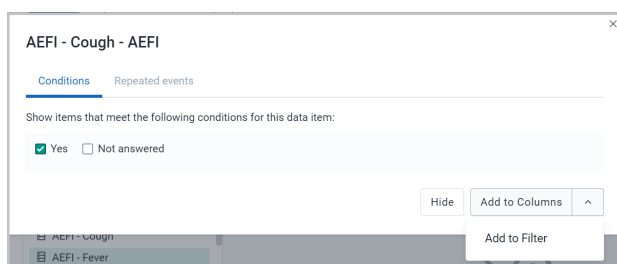 AEFI - Cough - AEFI
Conditions Repeated events
Show items that meet the following conditions for this data item:
Yes Not answered
Hide Add to Columns
Add to Filter
AEFI - Cough
AEFI - Fever